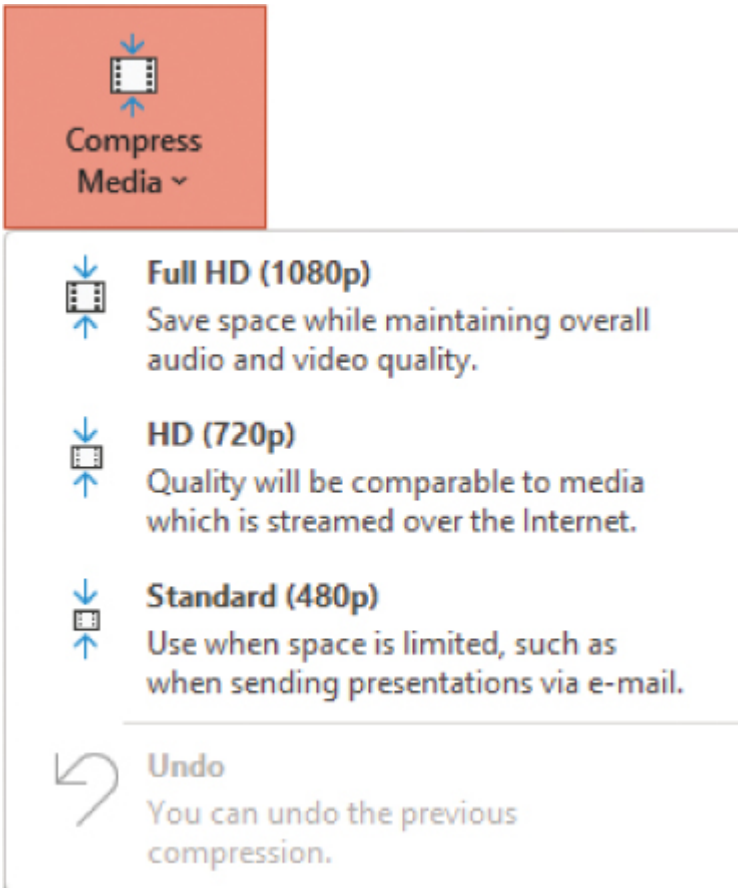 Compress
Media
Full HD (1080p)
Save space while maintaining overall
audio and video quality.
HD (720p)
Quality will be comparable to media
which is streamed over the Internet.
Standard (480p)
Use when space is limited, such as
when sending presentations via e-mail.
Undo
You can undo the previous
compression.